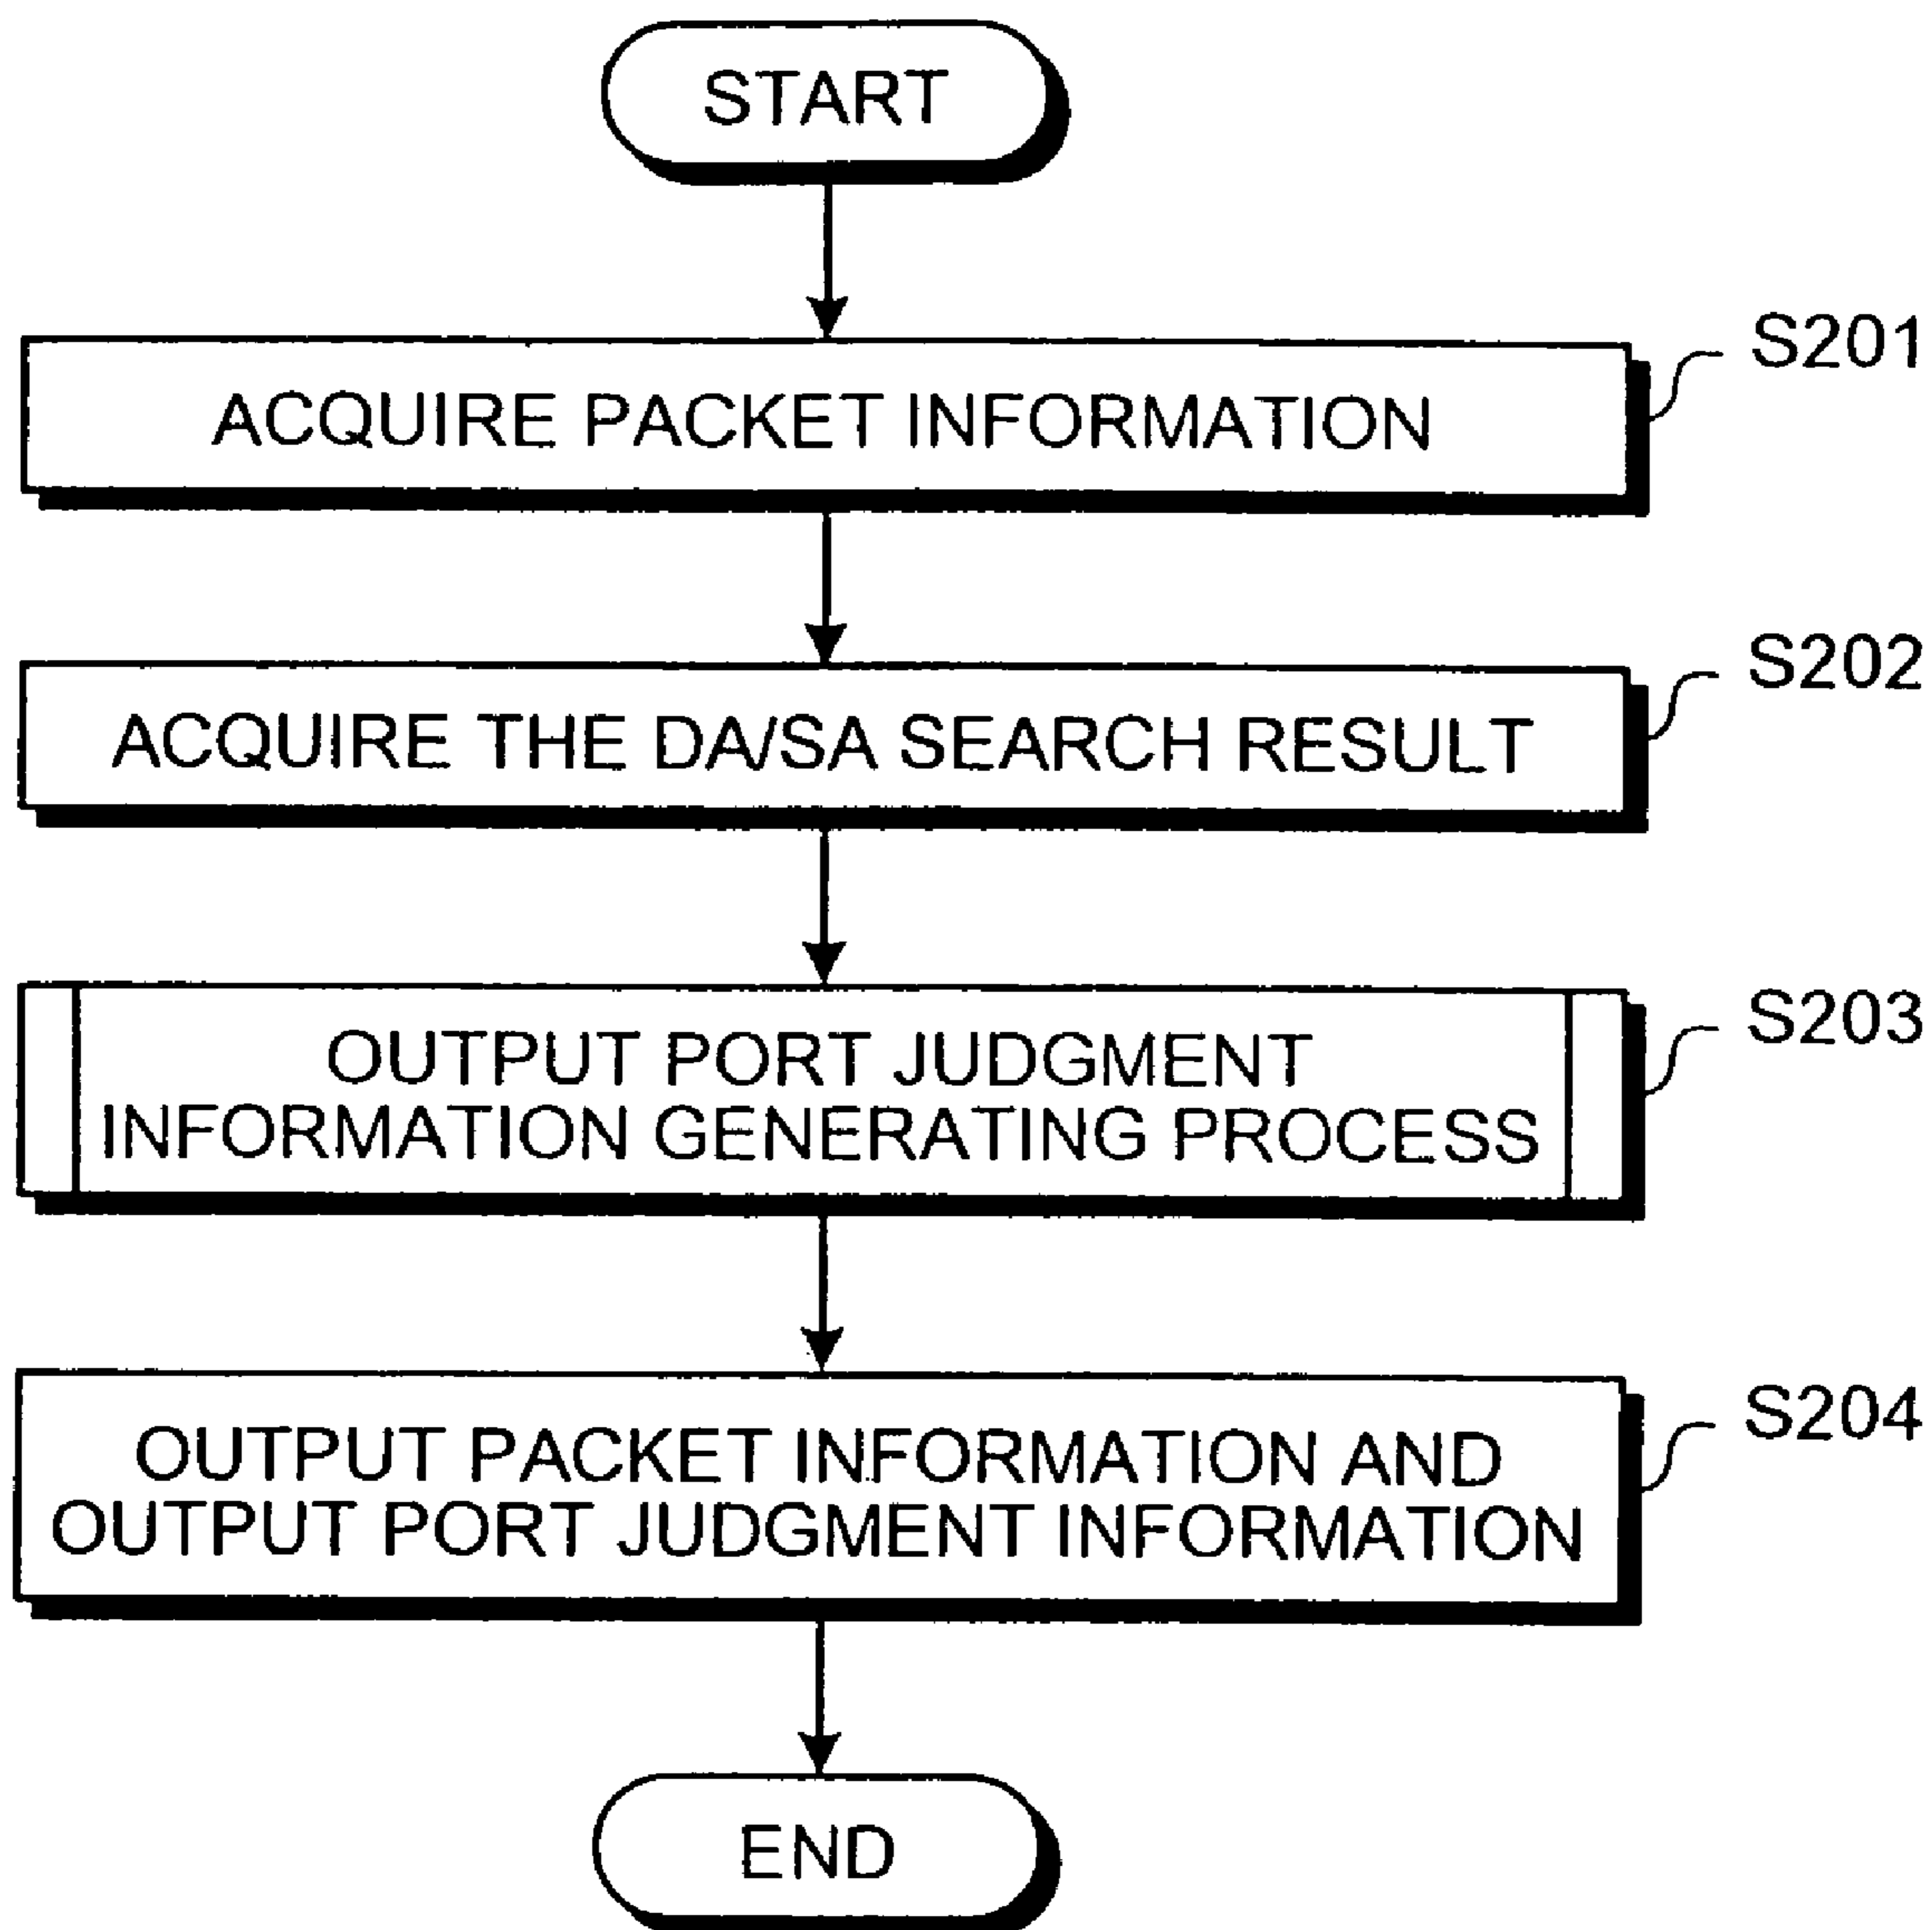 START
S201
ACQUIRE PACKET INFORMATION
S202
ACQUIRE THE DA/SA SEARCH RESULT
S203
OUTPUT PORT JUDGMENT
INFORMATION GENERATING PROCESS
S204
OUTPUT PACKET INFORMATION AND
OUTPUT PORT JUDGMENT INFORMATION
END